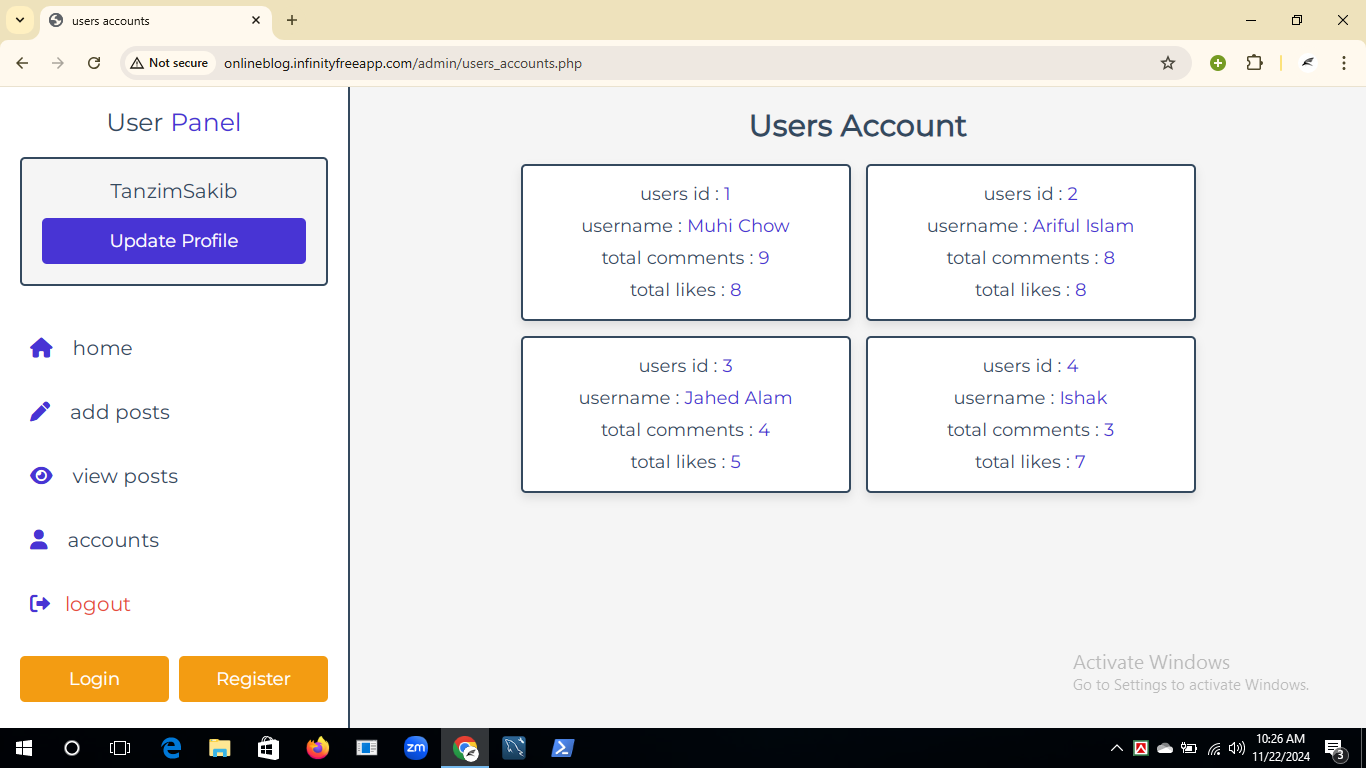 users accounts
Not secure
onlineblog.infinityfreeapp.com/admin/users_accounts.php
User Panel
TanzimSakib
Update Profile
home
add posts
view posts
accounts
logout
Login
Register
Users Account
users id : 1
username : Muhi Chow
total comments : 9
total likes : 8
users id : 2
username : Ariful Islam
total comments : 8
total likes : 8
users id : 3
username : Jahed Alam
total comments : 4
total likes : 5
users id : 4
username : Ishak
total comments : 3
total likes : 7
Activate Windows
Go to Settings to activate Windows.
zm
10:26 AM
11/22/2024
3